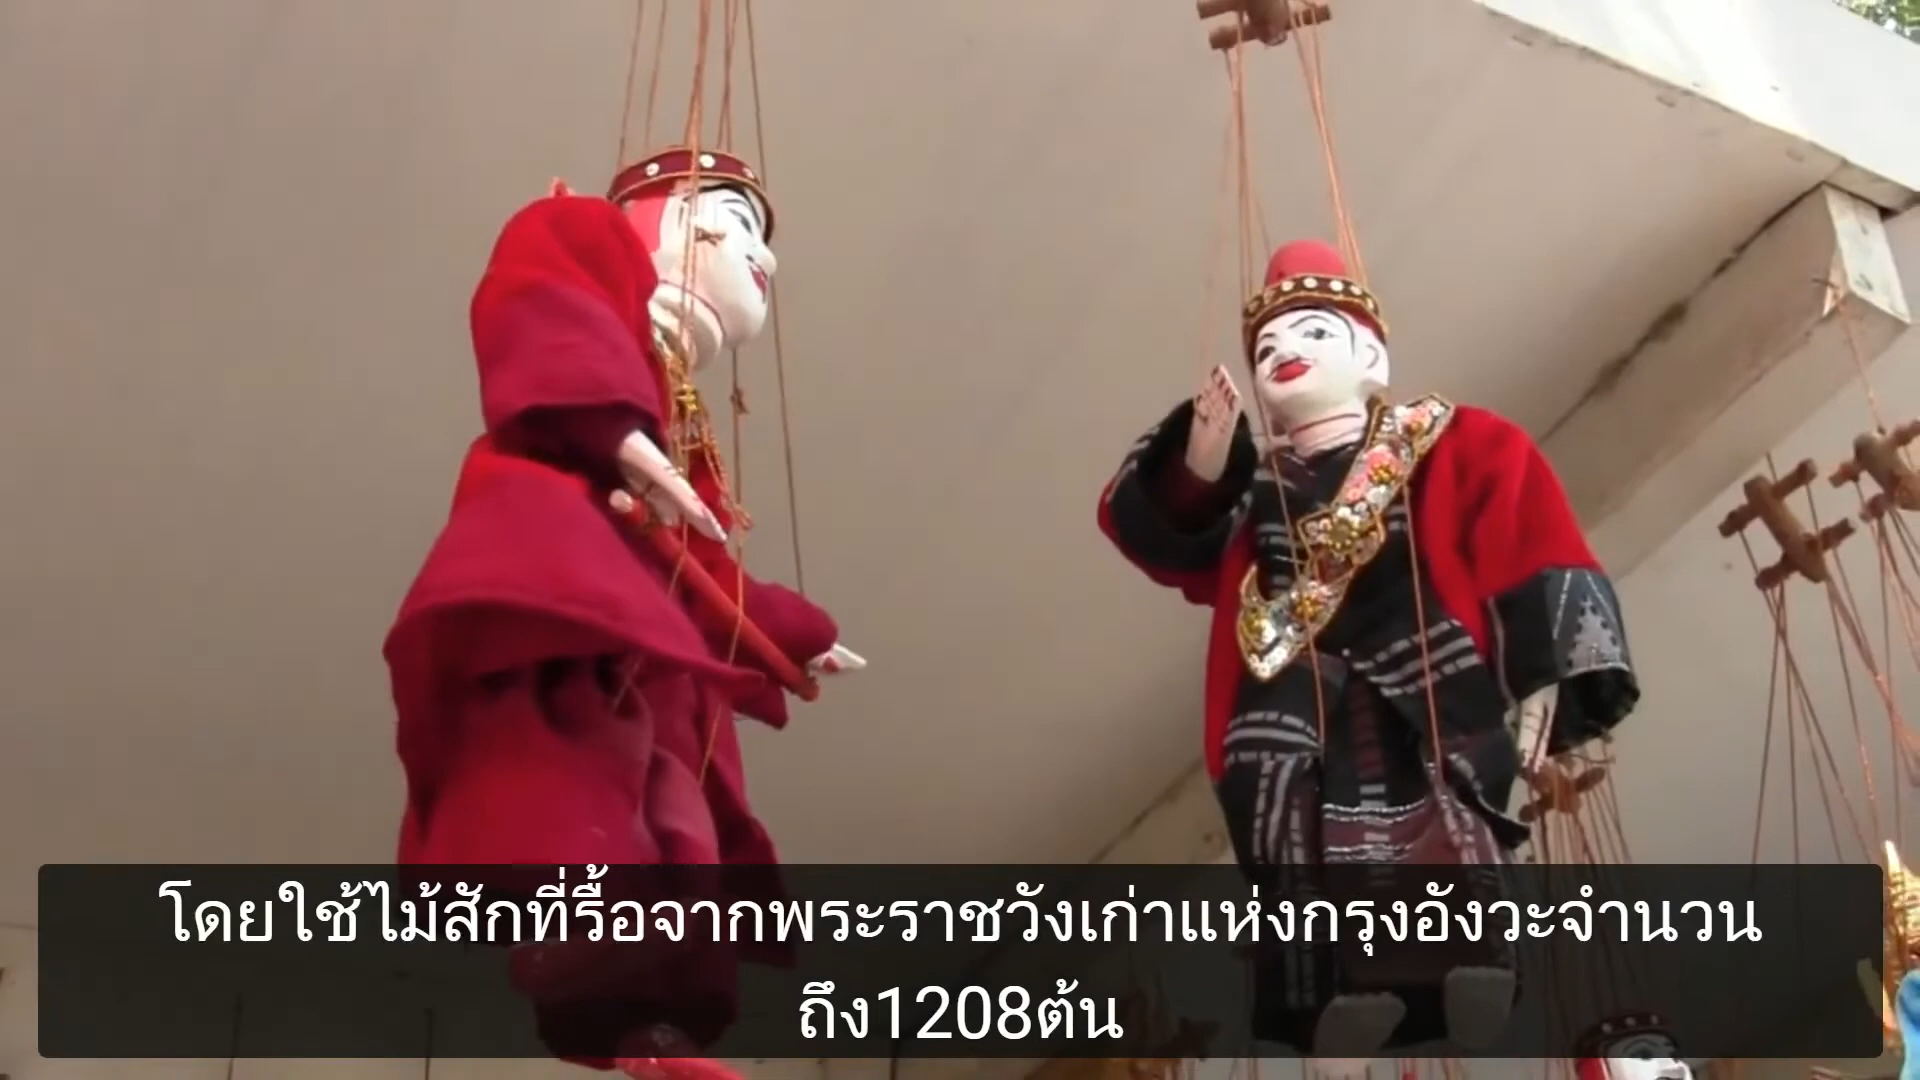 โดยใช้ไม้สักที่รื้อจากพระราชวังเก่าแห่งกรุงอังวะจำนวน
ถึง1208ต้น